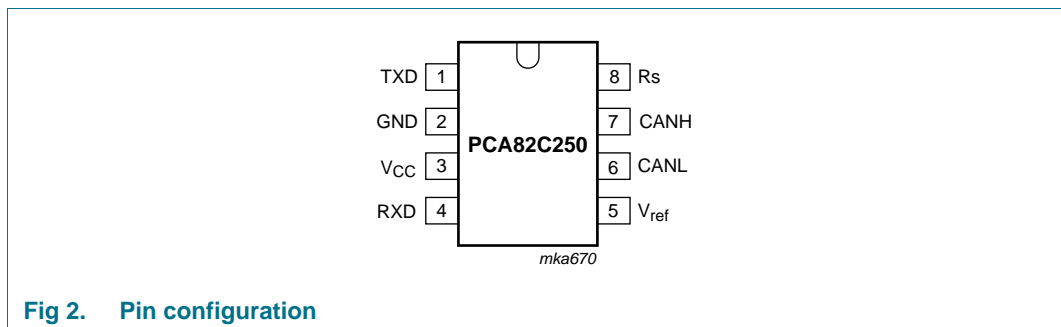 TXD 1
8 Rs
GND 2
7 CANH
PCA82C250
VCC 3
6 CANL
RXD 4
5 Vref
mka670
Fig 2. Pin configuration